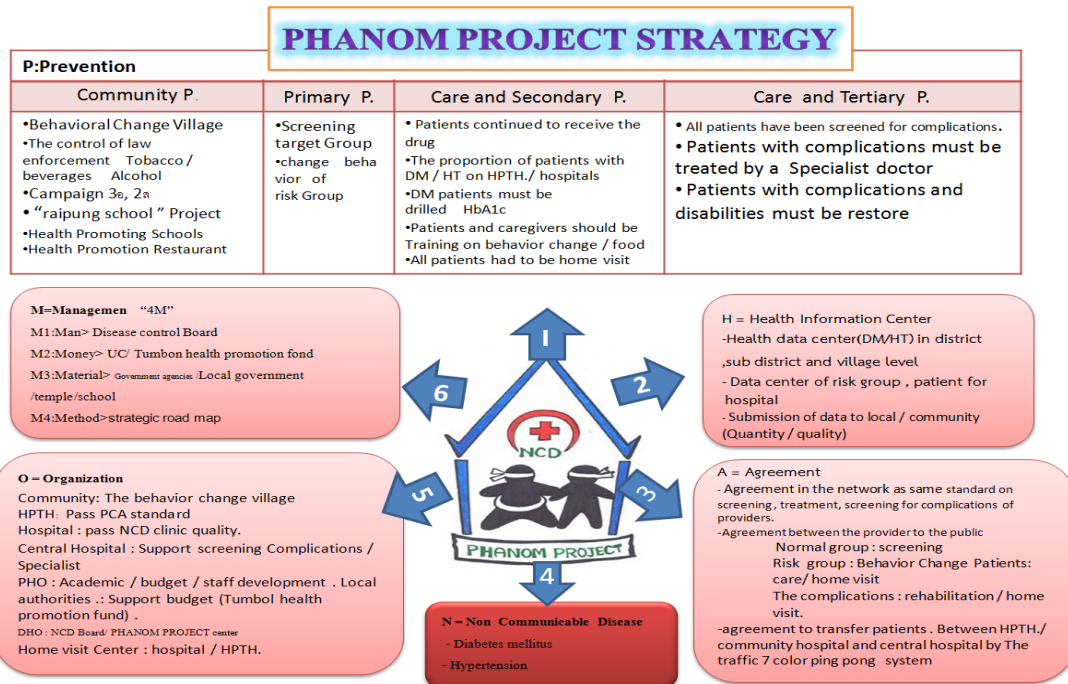 PHANOM PROJECT STRATEGY
P:Prevention
Community P.
•Behavioral Change Village
•The control of law
enforcement Tobacco /
beverages Alcohol
•Campaign 3อ, 2ส
• “raipung school ” Project
•Health Promoting Schools
•Health Promotion Restaurant
Primary P.
•Screening
target Group
•change beha
vior of
risk Group
Care and Secondary P.
• Patients continued to receive the
drug
•The proportion of patients with
DM / HT on HPTH./ hospitals
•DM patients must be
drilled HbA1c
•Patients and caregivers should be
Training on behavior change / food
•All patients had to be home visit
Care and Tertiary P.
• All patients have been screened for complications.
• Patients with complications must be
treated by a Specialist doctor
• Patients with complications and
disabilities must be restore
M=Managemen “4M”
M1:Man> Disease control Board
M2:Money> UC/ Tumbon health promotion fond
M3:Material> Government agencies /Local government
/temple/school
M4:Method>strategic road map
1
2
3
4
5
6
NCD
PHANOM PROJECT
H = Health Information Center
-Health data center(DM/HT) in district
,sub district and village level
- Data center of risk group , patient for
hospital
- Submission of data to local / community
(Quantity / quality)
O – Organization
Community: The behavior change village
HPTH: Pass PCA standard
Hospital : pass NCD clinic quality.
Central Hospital : Support screening Complications /
Specialist
PHO : Academic / budget / staff development . Local
authorities .: Support budget (Tumbol health
promotion fund) .
DHO : NCD Board/ PHANOM PROJECT center
Home visit Center : hospital / HPTH.
N – Non Communicable Disease
- Diabetes mellitus
- Hypertension
A = Agreement
- Agreement in the network as same standard on
screening , treatment, screening for complications of
providers.
-Agreement between the provider to the public
Normal group : screening
Risk group : Behavior Change Patients:
care/ home visit
The complications : rehabilitation / home
visit.
-agreement to transfer patients . Between HPTH./
community hospital and central hospital by The
traffic 7 color ping pong system